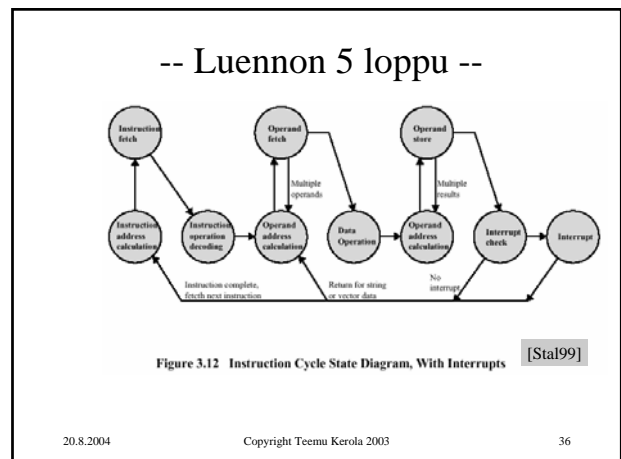 -- Luennon 5 loppu --
Instruction
fetch
Operand
fetch
Operand
store
Multiple
operands
Multiple
results
Instruction
address
calculation
Instruction
operation
decoding
Operand
address
calculation
Data
Operation
Operand
address
calculation
Interrupt
check
Interrupt
Instruction complete,
fetcth next instruction
Return for string
or vector data
No
interrupt
Figure 3.12 Instruction Cycle State Diagram, With Interrupts
[Stal99]
20.8.2004
Copyright Teemu Kerola 2003
36